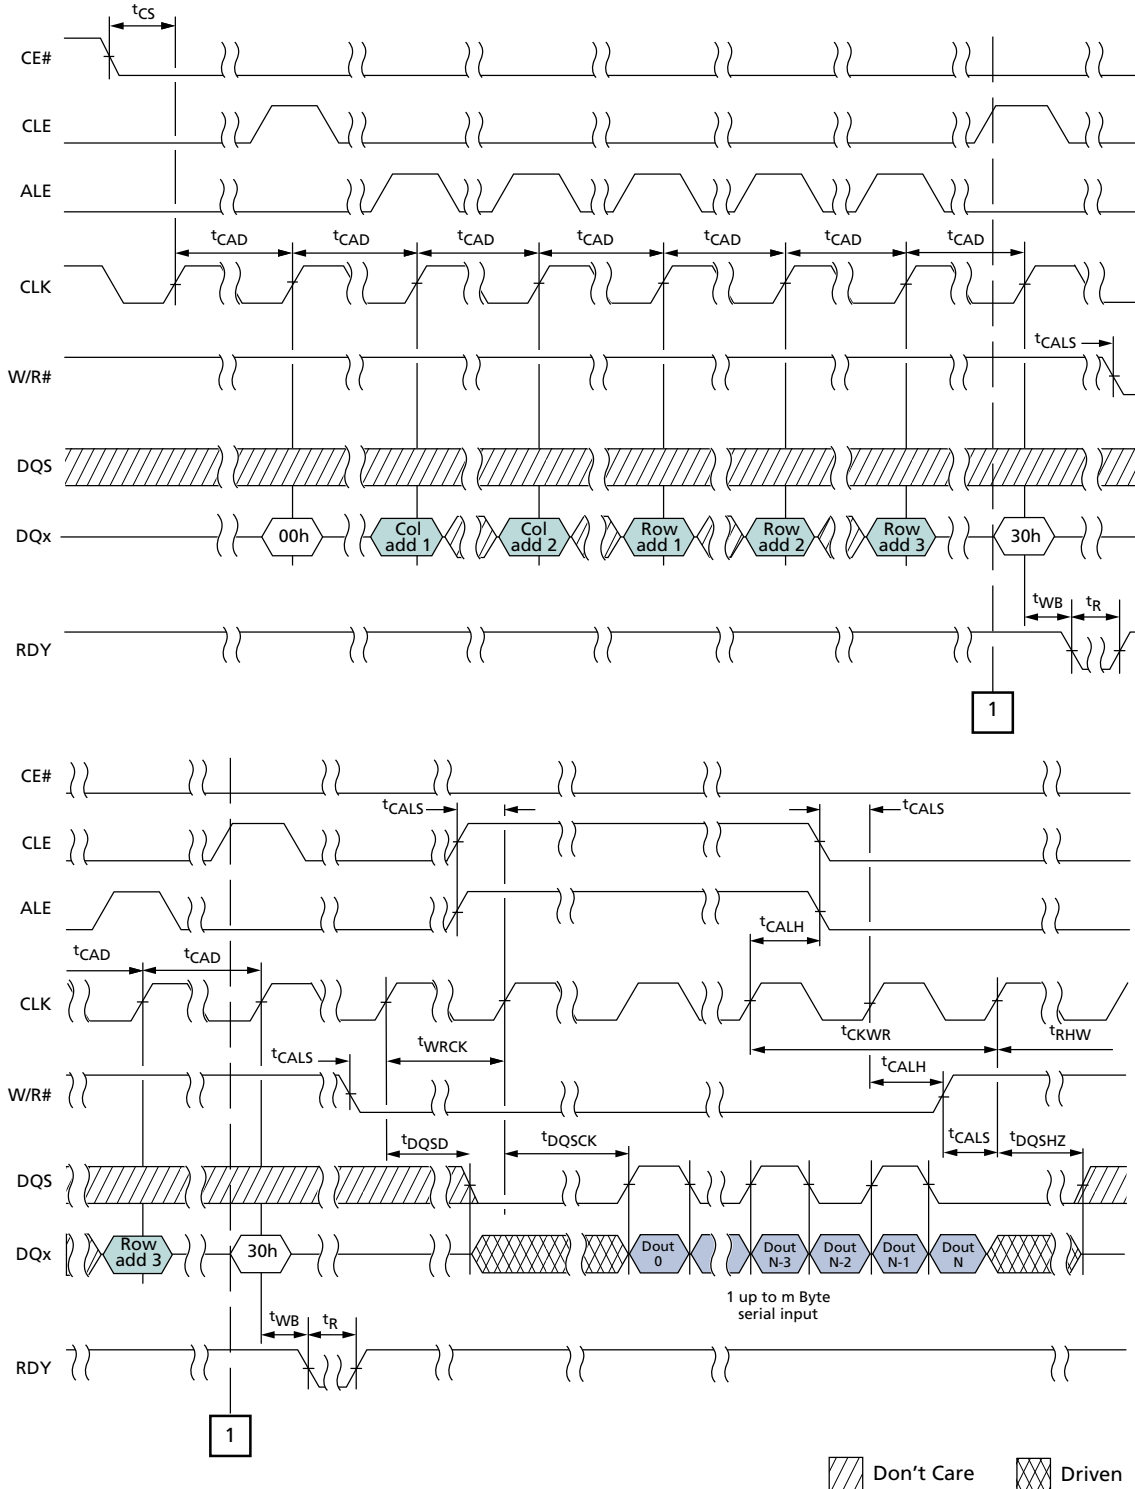 tCS
CE#
CLE
ALE
tCAD tCAD tCAD tCAD tCAD tCAD tCAD
CLK
tCALS
W/R#
DQS
DQx
00h
Col
add 1
Col
add 2
Row
add 1
Row
add 2
Row
add 3
30h
tWB tR
RDY
1
CE#
tCALS tCALS
CLE
ALE
tCALH
tCAD tCAD
CLK
tWRCK tCKWR tRHW
tCALS tCALH
W/R#
tDQSD tDQSCK tCALS tDQSHZ
DQS
DQx
Row
add 3
30h
Dout
0
Dout
N-3
Dout
N-2
Dout
N-1
Dout
N
1 up to m Byte
serial input
tWB tR
RDY
1
Don't Care Driven